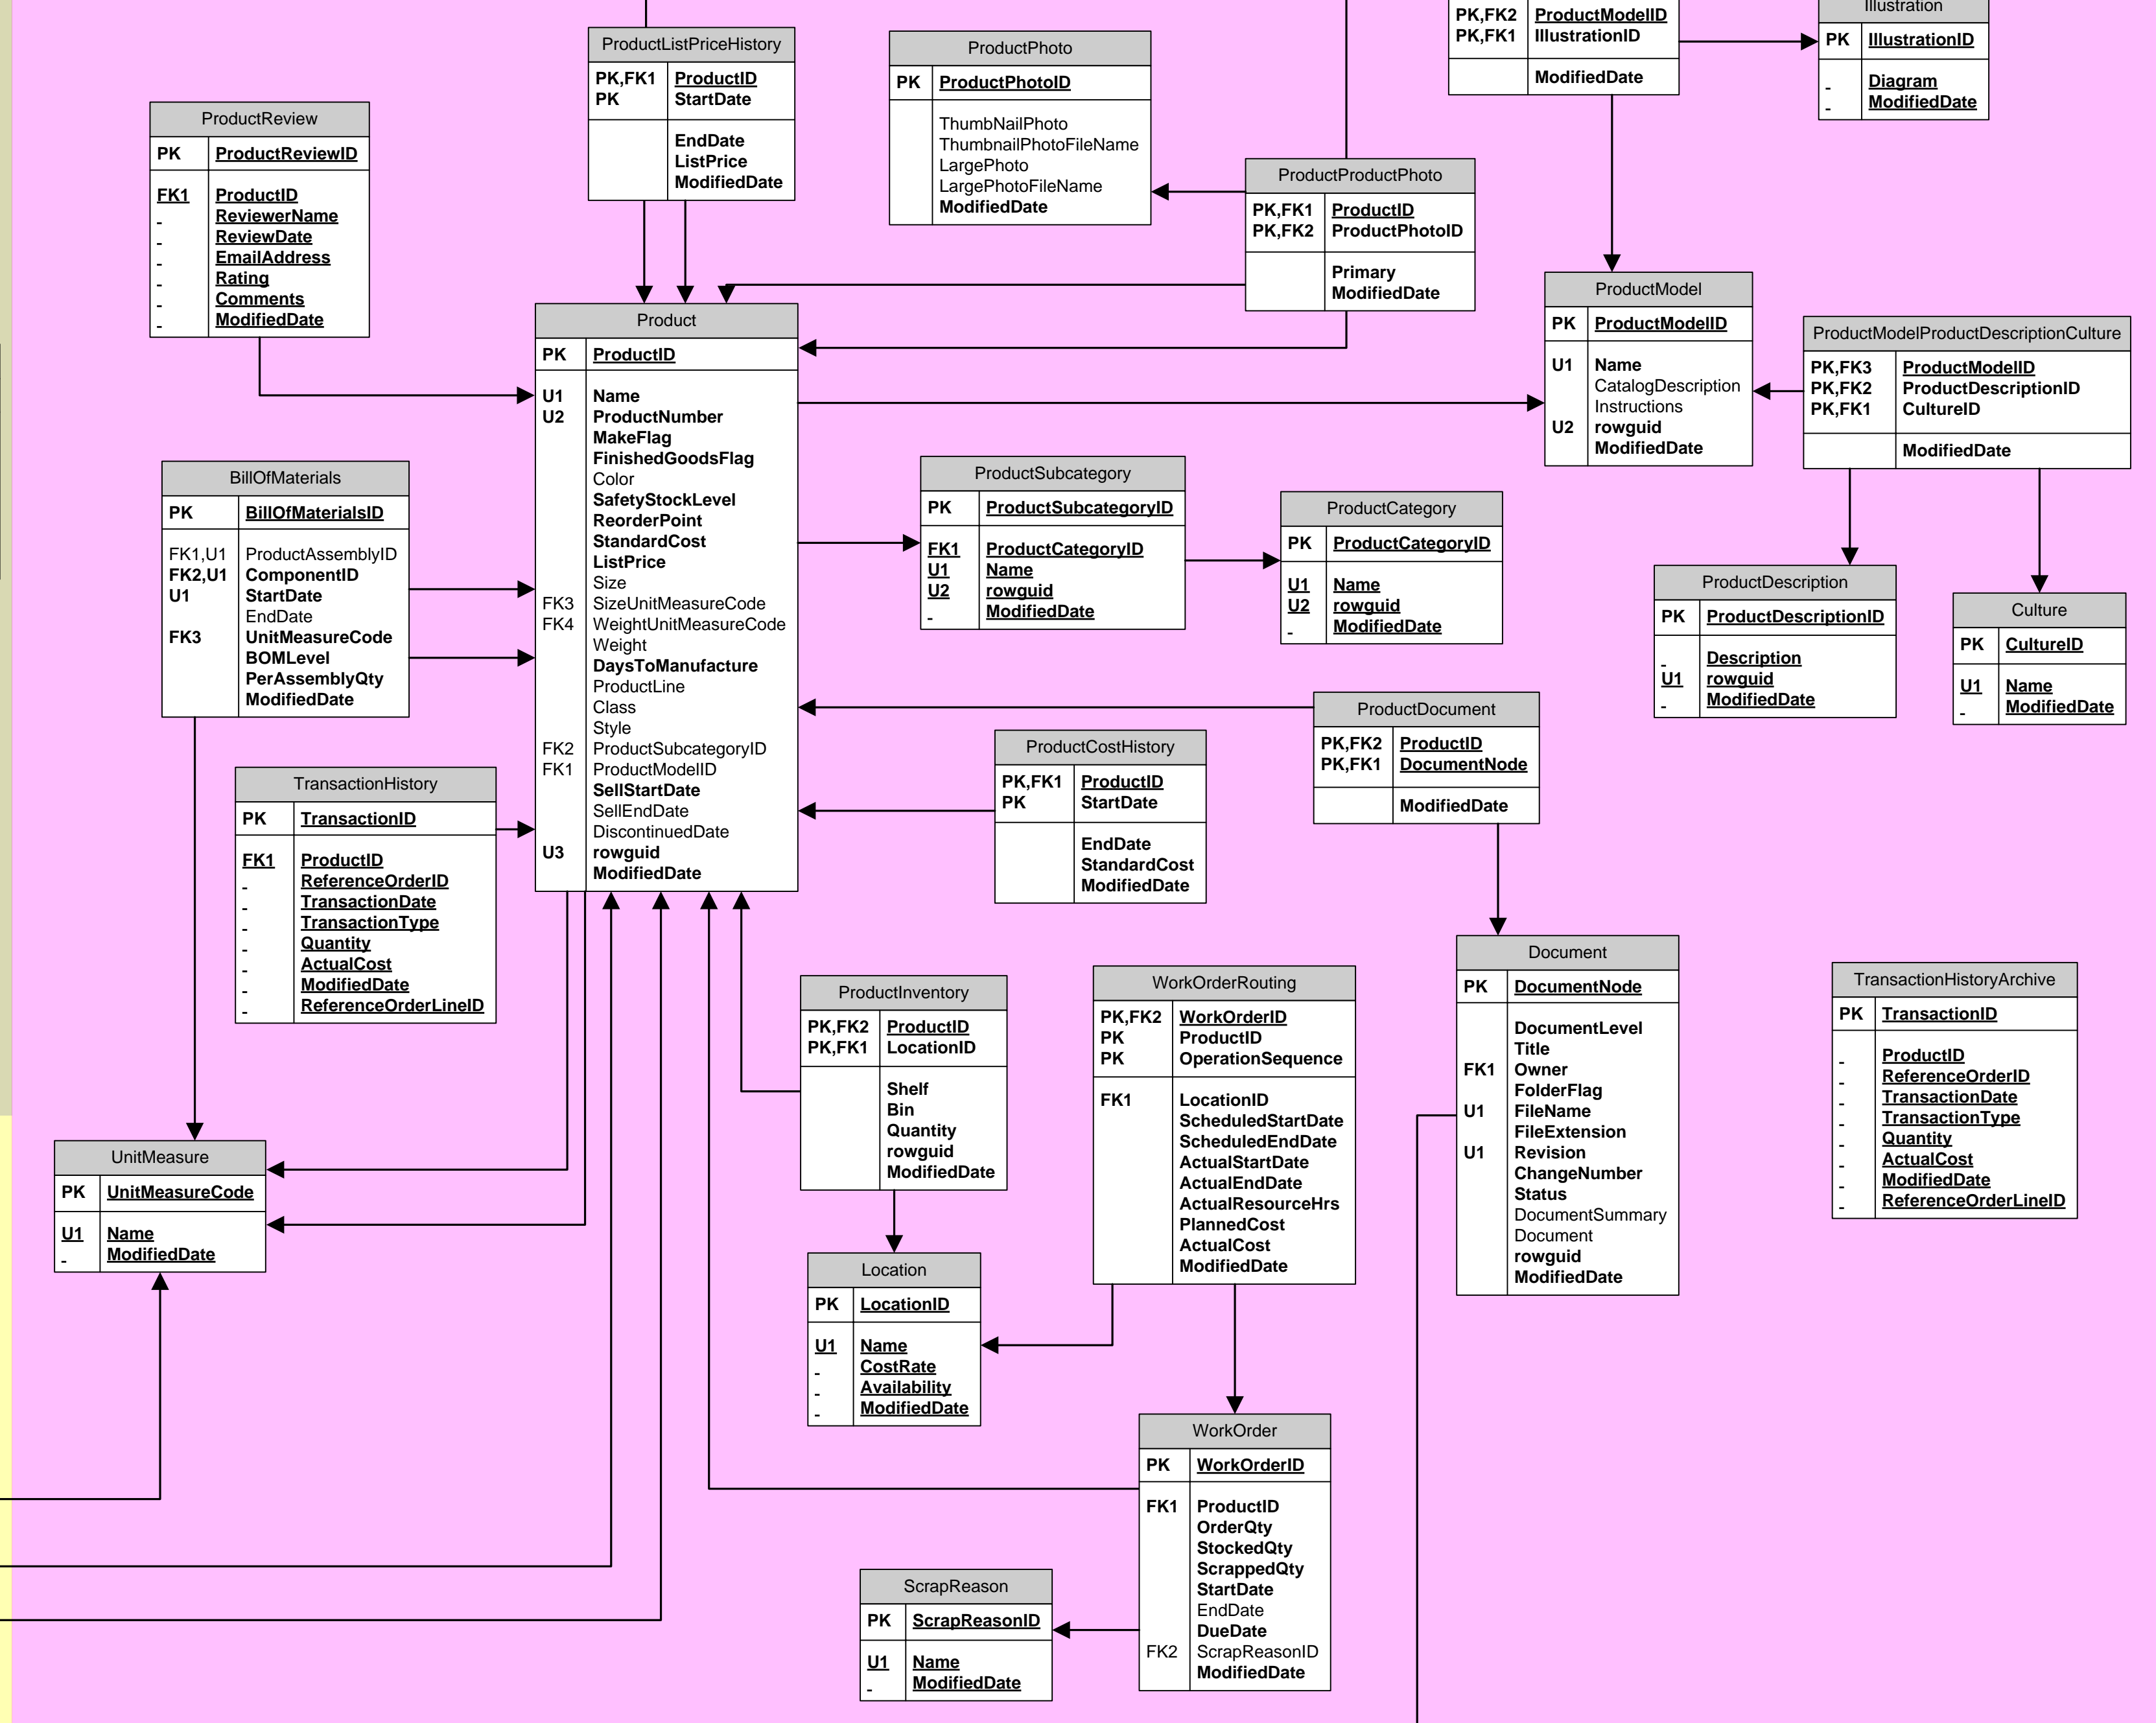 PK,FK2 ProductModelID
PK,FK1 IllustrationID
ModifiedDate
Illustration
PK IllustrationID
- Diagram
- ModifiedDate
ProductListPriceHistory
PK,FK1 ProductID
PK StartDate
EndDate
ListPrice
ModifiedDate
ProductPhoto
PK ProductPhotoID
ThumbNailPhoto
ThumbnailPhotoFileName
LargePhoto
LargePhotoFileName
ModifiedDate
ProductReview
PK ProductReviewID
FK1 ProductID
- ReviewerName
- ReviewDate
- EmailAddress
- Rating
- Comments
- ModifiedDate
ProductProductPhoto
PK,FK1 ProductID
PK,FK2 ProductPhotoID
Primary
ModifiedDate
ProductModel
PK ProductModelID
U1 Name
CatalogDescription
Instructions
U2 rowguid
ModifiedDate
ProductModelProductDescriptionCulture
PK,FK3 ProductModelID
PK,FK2 ProductDescriptionID
PK,FK1 CultureID
ModifiedDate
Product
PK ProductID
U1 Name
U2 ProductNumber
MakeFlag
FinishedGoodsFlag
Color
SafetyStockLevel
ReorderPoint
StandardCost
ListPrice
Size
FK3 SizeUnitMeasureCode
FK4 WeightUnitMeasureCode
Weight
DaysToManufacture
ProductLine
Class
Style
FK2 ProductSubcategoryID
FK1 ProductModelID
SellStartDate
SellEndDate
DiscontinuedDate
U3 rowguid
ModifiedDate
BillOfMaterials
PK BillOfMaterialsID
FK1,U1 ProductAssemblyID
FK2,U1 ComponentID
U1 StartDate
EndDate
FK3 UnitMeasureCode
BOMLevel
PerAssemblyQty
ModifiedDate
ProductSubcategory
PK ProductSubcategoryID
FK1 ProductCategoryID
U1 Name
U2 rowguid
- ModifiedDate
ProductCategory
PK ProductCategoryID
U1 Name
U2 rowguid
- ModifiedDate
ProductDescription
PK ProductDescriptionID
- Description
U1 rowguid
- ModifiedDate
Culture
PK CultureID
U1 Name
- ModifiedDate
ProductDocument
PK,FK2 ProductID
PK,FK1 DocumentNode
ModifiedDate
ProductCostHistory
PK,FK1 ProductID
PK StartDate
EndDate
StandardCost
ModifiedDate
TransactionHistory
PK TransactionID
FK1 ProductID
- ReferenceOrderID
- TransactionDate
- TransactionType
- Quantity
- ActualCost
- ModifiedDate
- ReferenceOrderLineID
ProductInventory
PK,FK2 ProductID
PK,FK1 LocationID
Shelf
Bin
Quantity
rowguid
ModifiedDate
WorkOrderRouting
PK,FK2 WorkOrderID
PK ProductID
PK OperationSequence
FK1 LocationID
ScheduledStartDate
ScheduledEndDate
ActualStartDate
ActualEndDate
ActualResourceHrs
PlannedCost
ActualCost
ModifiedDate
Document
PK DocumentNode
DocumentLevel
Title
FK1 Owner
FolderFlag
U1 FileName
FileExtension
U1 Revision
ChangeNumber
Status
DocumentSummary
Document
rowguid
ModifiedDate
TransactionHistoryArchive
PK TransactionID
- ProductID
- ReferenceOrderID
- TransactionDate
- TransactionType
- Quantity
- ActualCost
- ModifiedDate
- ReferenceOrderLineID
UnitMeasure
PK UnitMeasureCode
U1 Name
- ModifiedDate
Location
PK LocationID
U1 Name
- CostRate
- Availability
- ModifiedDate
WorkOrder
PK WorkOrderID
FK1 ProductID
OrderQty
StockedQty
ScrappedQty
StartDate
EndDate
DueDate
FK2 ScrapReasonID
ModifiedDate
ScrapReason
PK ScrapReasonID
U1 Name
- ModifiedDate